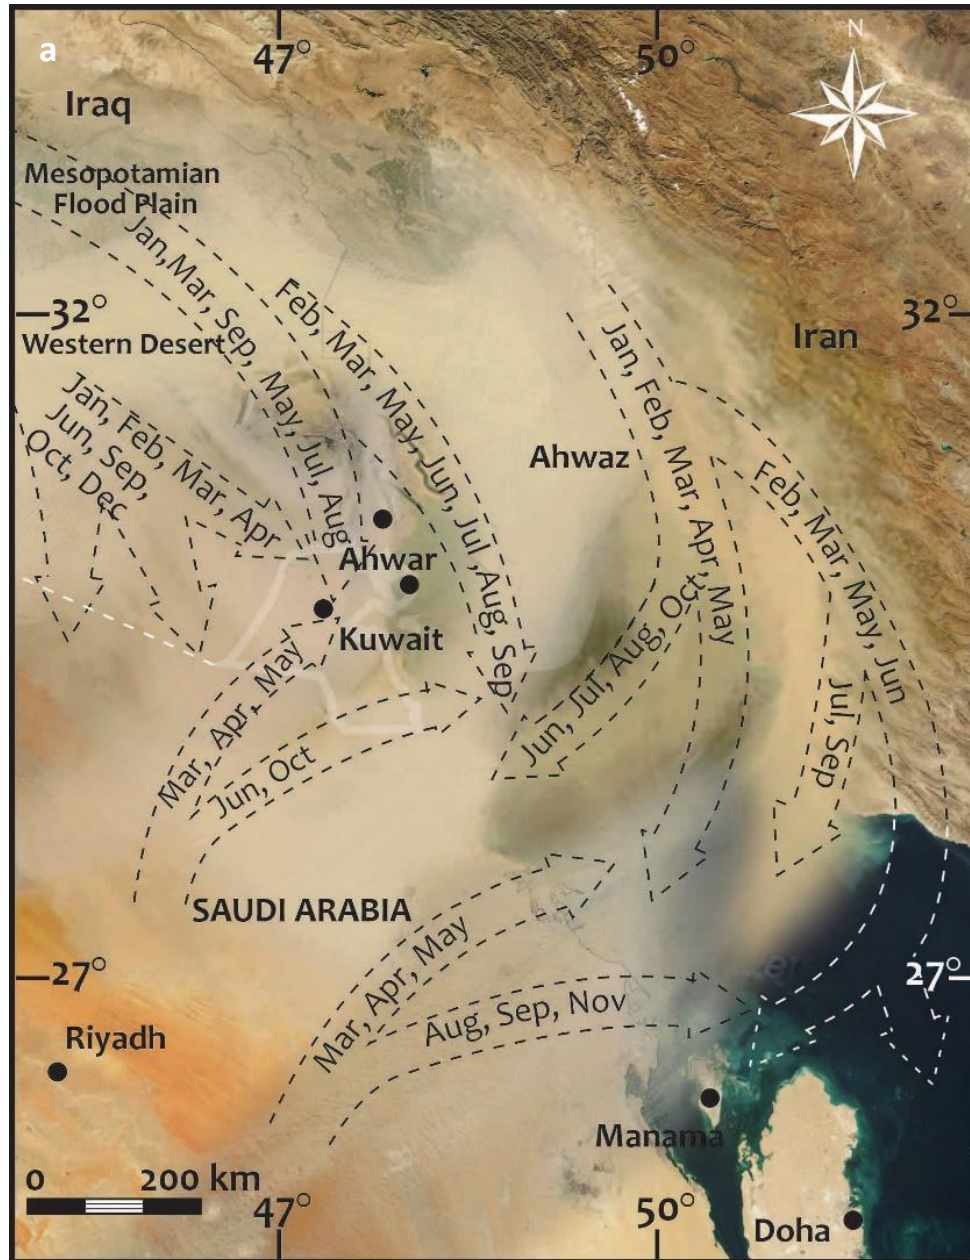 a
47°
50°
N
Iraq
Mesopotamian
Flood Plain
Jan, Mar, Sep, May, Jul, Aug
Feb, Mar, May, Jun, Jul, Aug, Sep
32°
32°
Western Desert
Iran
Jan, Feb, Mar, Apr
Jun, Sep,
Oct, Dec
Jan, Feb, Mar, Apr, May
Ahwaz
Feb, Mar, May, Jun
Ahwar
Kuwait
Mar, Apr, May
Jun, Oct
Jun, Jul, Aug, Oct
Jul, Sep
SAUDI ARABIA
Mar, Apr, May
27°
27°
Aug, Sep, Nov
Riyadh
Manama
0 200 km
47°
50°
Doha